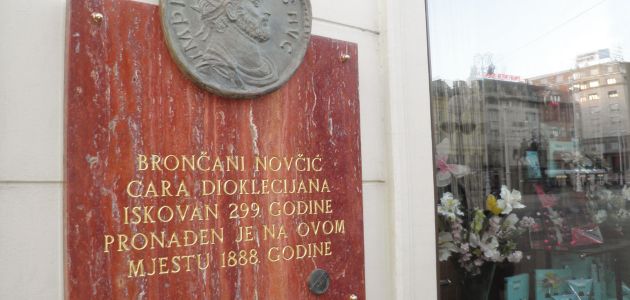 BRONČANI NOVČIĆ
CARA DIOKLECIJANA
ISKOVAN 299. GODINE
PRONAĐEN JE NA OVOM
MJESTU 1888 GODINE